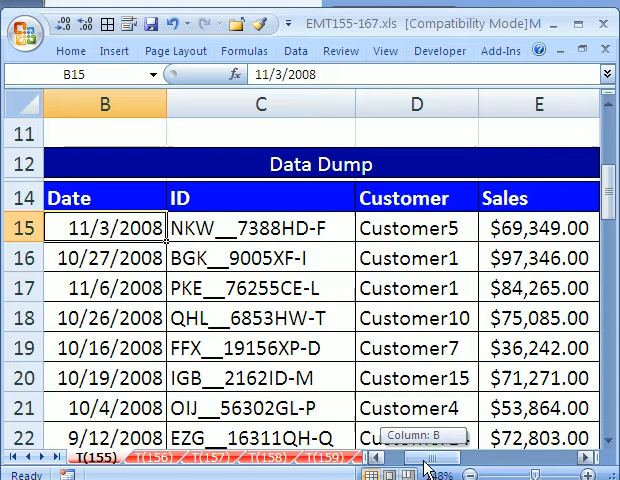 EMT155-167.xls [Compatibility Mode] M
Home Insert Page Layout Formulas Data Review View Developer Add-Ins
B15 fx 11/3/2008
B C D E
11
12 Data Dump
14 Date ID Customer Sales
15 11/3/2008 NKW__7388HD-F Customer5 $69,349.00
16 10/27/2008 BGK__9005XF-I Customer1 $97,346.00
17 11/6/2008 PKE__76255CE-L Customer1 $84,265.00
18 10/26/2008 QHL__6853HW-T Customer10 $75,085.00
19 10/16/2008 FFX__19156XP-D Customer7 $36,242.00
20 10/19/2008 IGB__2162ID-M Customer15 $71,271.00
21 10/4/2008 OIJ__56302GL-P Customer4 $53,864.00
22 9/12/2008 EZG__16311QH-Q $72,803.00
Column: B
T(155) T(156) T(157) T(158) T(159)
Ready